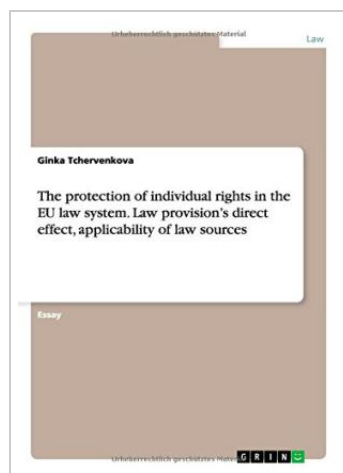 Urheberrechtlich geschütztes Material
Law
Ginka Tchervenkova
The protection of individual rights in the
EU law system. Law provision's direct
effect, applicability of law sources
Essay
Urheberrechtlich geschütztes Material
GRIN